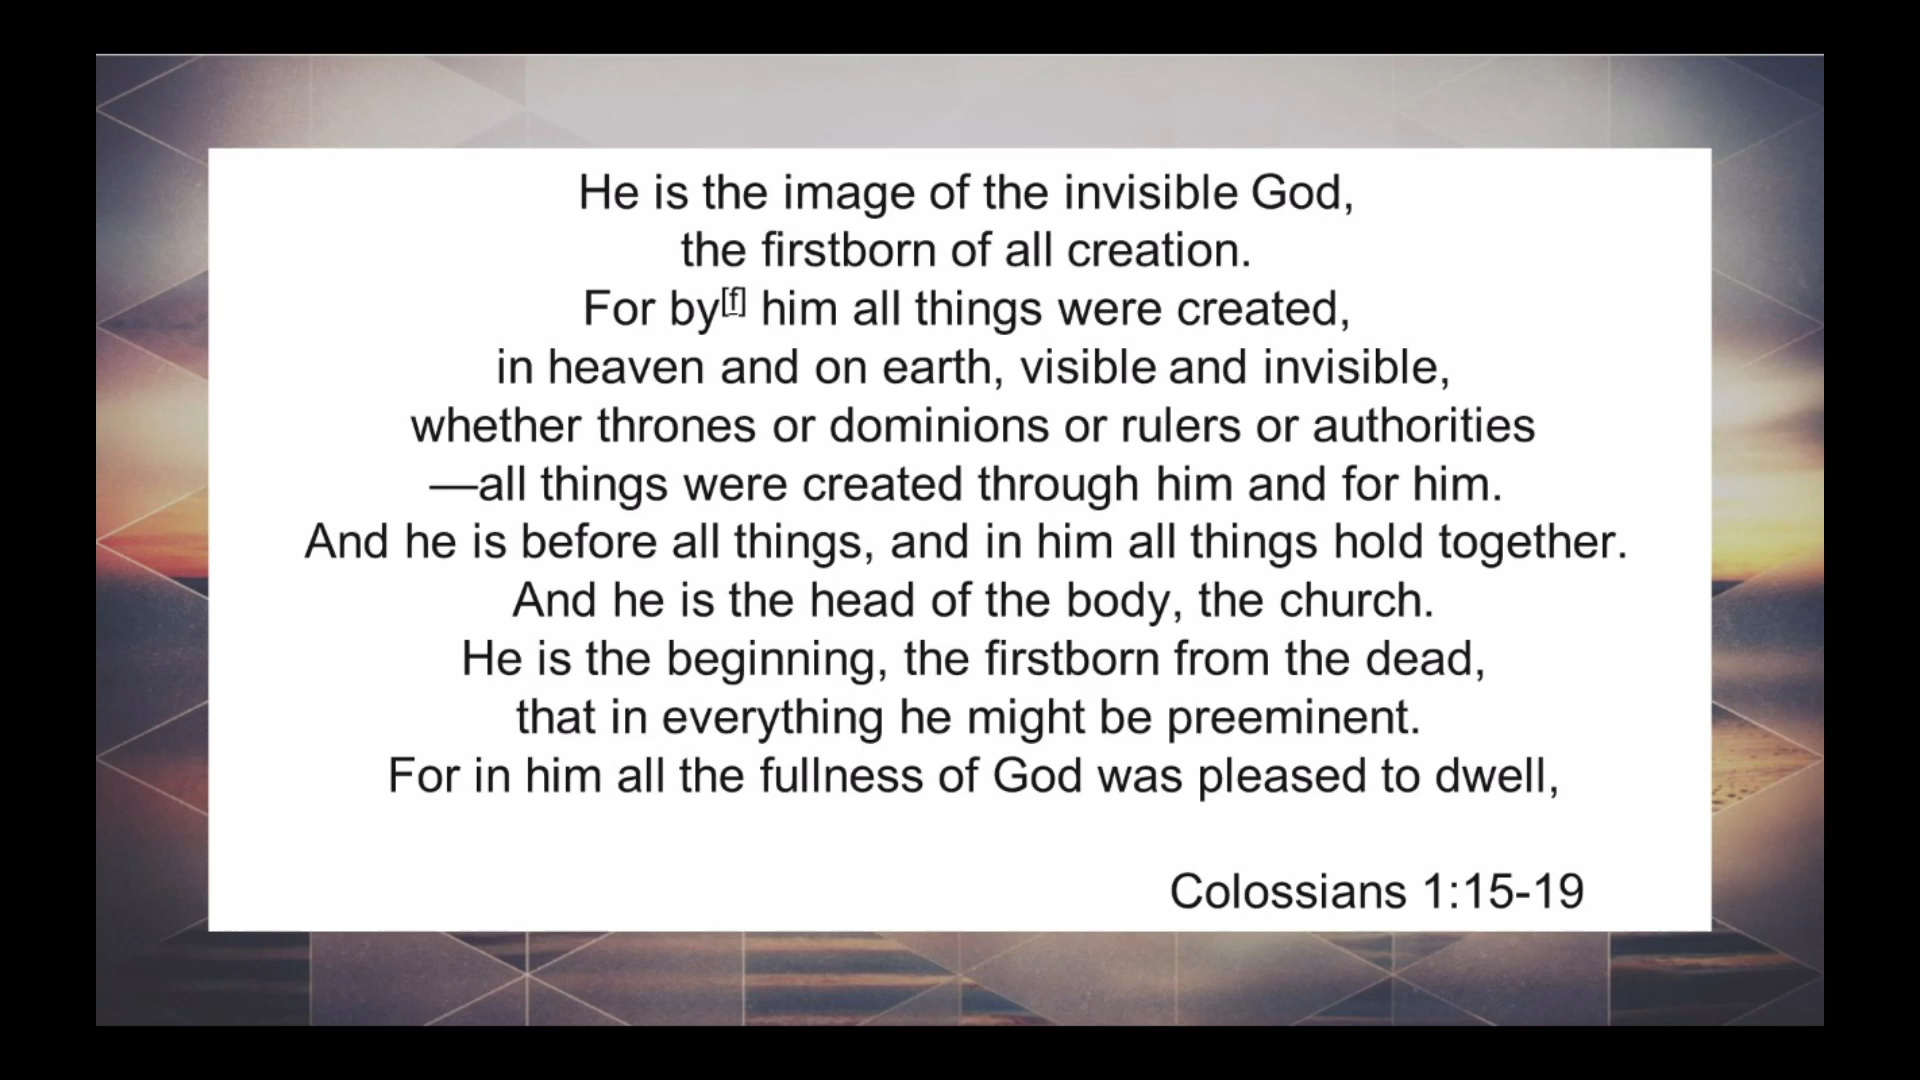 He is the image of the invisible God,
the firstborn of all creation.
For by[f] him all things were created,
in heaven and on earth, visible and invisible,
whether thrones or dominions or rulers or authorities
—all things were created through him and for him.
And he is before all things, and in him all things hold together.
And he is the head of the body, the church.
He is the beginning, the firstborn from the dead,
that in everything he might be preeminent.
For in him all the fullness of God was pleased to dwell,
Colossians 1:15-19